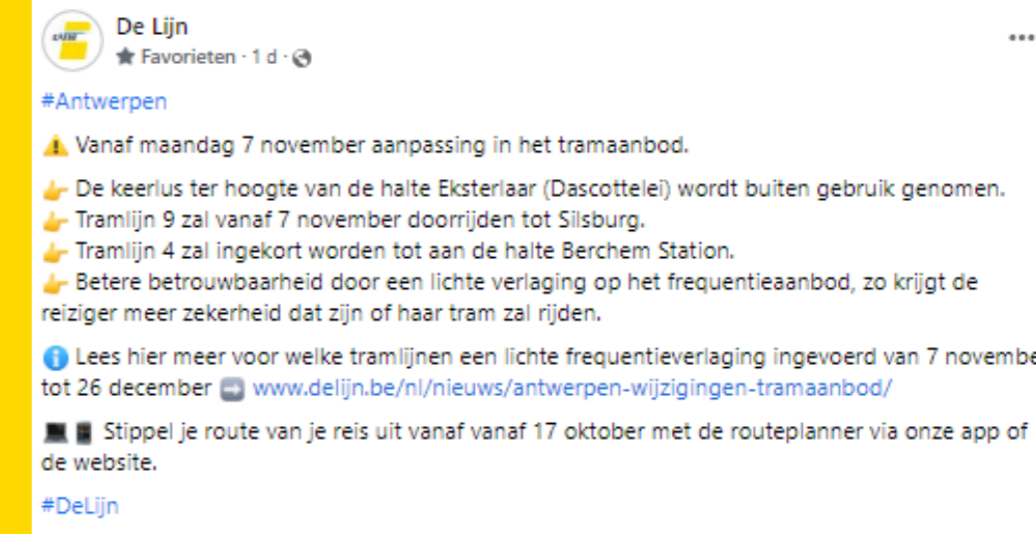 De Lijn
Favorieten · 1 d ·
#Antwerpen
⚠️ Vanaf maandag 7 november aanpassing in het tramaanbod.
👉 De keerlus ter hoogte van de halte Eksterlaar (Dascottelei) wordt buiten gebruik genomen.
👉 Tramlijn 9 zal vanaf 7 november doorrijden tot Silsburg.
👉 Tramlijn 4 zal ingekort worden tot aan de halte Berchem Station.
👉 Betere betrouwbaarheid door een lichte verlaging op het frequentieaanbod, zo krijgt de
reiziger meer zekerheid dat zijn of haar tram zal rijden.
ℹ️ Lees hier meer voor welke tramlijnen een lichte frequentieverlaging ingevoerd van 7 novembe
tot 26 december ➡️ www.delijn.be/nl/nieuws/antwerpen-wijzigingen-tramaanbod/
💻📱 Stippel je route van je reis uit vanaf vanaf 17 oktober met de routeplanner via onze app of
de website.
#DeLijn